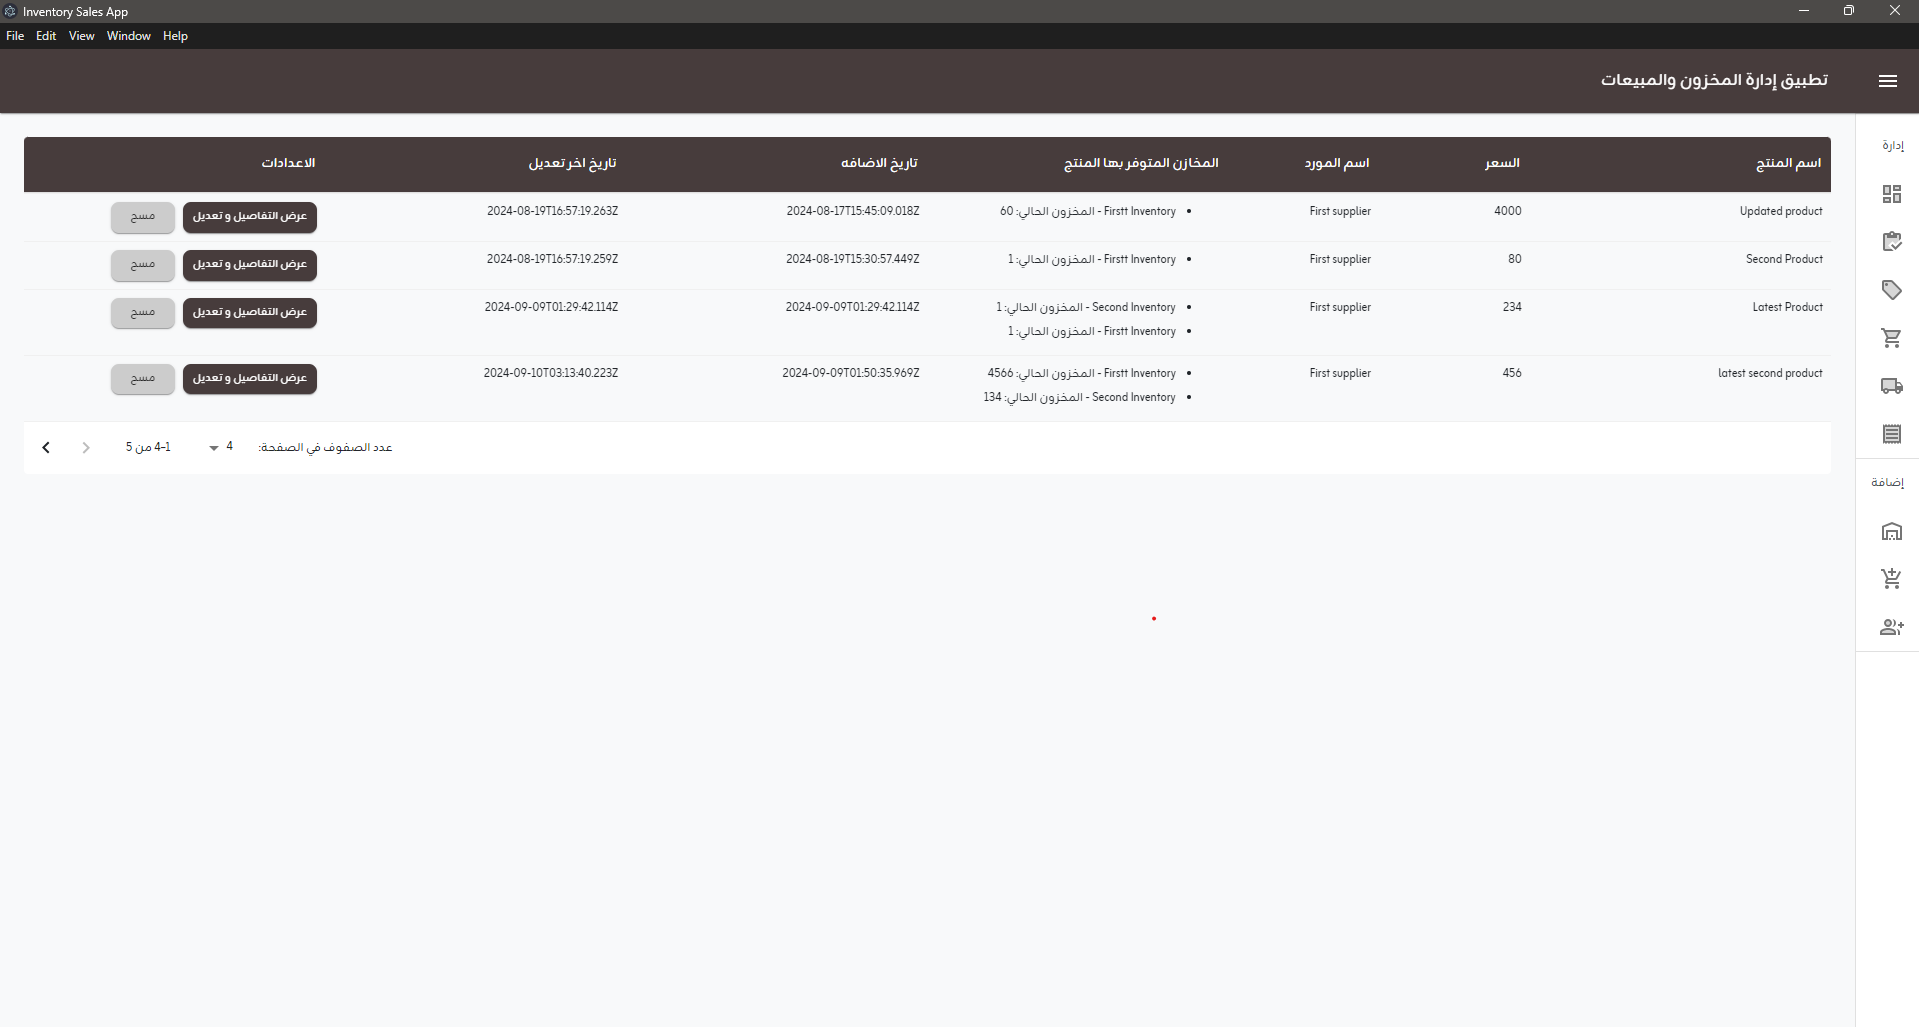 Inventory Sales App
File Edit View Window Help
تطبيق إدارة المخزون والمبيعات
إدارة
إضافة
اسم المنتج السعر اسم المورد المخازن المتوفر بها المنتج تاريخ الاضافه تاريخ اخر تعديل الاعدادات
Updated product 4000 First supplier Firstt Inventory - المخزون الحالي: 60 2024-08-17T15:45:09.018Z 2024-08-19T16:57:19.263Z عرض التفاصيل و تعديل مسح
Second Product 80 First supplier Firstt Inventory - المخزون الحالي: 1 2024-08-19T15:30:57.449Z 2024-08-19T16:57:19.259Z عرض التفاصيل و تعديل مسح
Latest Product 234 First supplier Second Inventory - المخزون الحالي: 1 2024-09-09T01:29:42.114Z 2024-09-09T01:29:42.114Z عرض التفاصيل و تعديل مسح
Firstt Inventory - المخزون الحالي: 1
latest second product 456 First supplier Firstt Inventory - المخزون الحالي: 4566 2024-09-09T01:50:35.969Z 2024-09-10T03:13:40.223Z عرض التفاصيل و تعديل مسح
Second Inventory - المخزون الحالي: 134
عدد الصفوف في الصفحة: 4 1–4 من 5